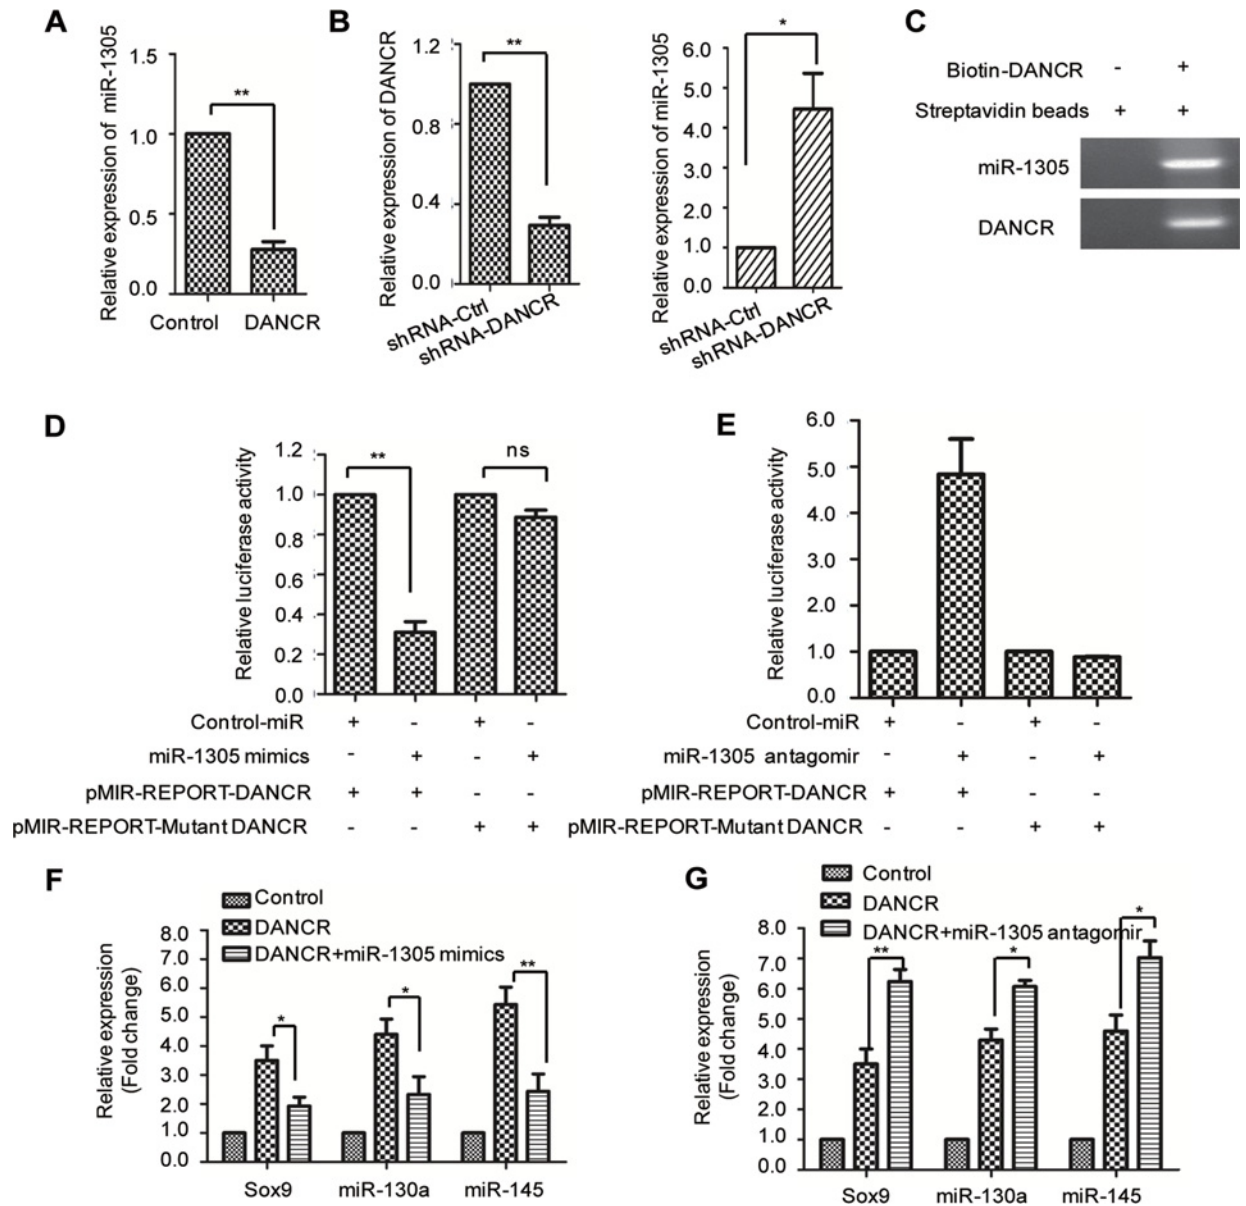 A
Relative expression of miR-1305
1.5
1.0
0.5
0.0
**
Control DANCR
B
Relative expression of DANCR
1.2
0.8
0.4
0.0
**
shRNA-Ctrl
shRNA-DANCR
Relative expression of miR-1305
6.0
5.0
4.0
3.0
2.0
1.0
0.0
*
shRNA-Ctrl
shRNA-DANCR
C
Biotin-DANCR - +
Streptavidin beads + +
miR-1305
DANCR
D
Relative luciferase activity
1.2
1.0
0.8
0.6
0.4
0.2
0.0
**
ns
Control-miR + - + -
miR-1305 mimics - + - +
pMIR-REPORT-DANCR + + - -
pMIR-REPORT-Mutant DANCR - - + +
E
Relative luciferase activity
6.0
5.0
4.0
3.0
2.0
1.0
0.0
Control-miR + - + -
miR-1305 antagomir - + - +
pMIR-REPORT-DANCR + + - -
pMIR-REPORT-Mutant DANCR - - + +
F
Control
DANCR
DANCR+miR-1305 mimics
Relative expression
(Fold change)
8.0
7.0
6.0
5.0
4.0
3.0
2.0
1.0
0.0
*
*
**
Sox9 miR-130a miR-145
G
Control
DANCR
DANCR+miR-1305 antagomir
Relative expression
(Fold change)
8.0
7.0
6.0
5.0
4.0
3.0
2.0
1.0
0.0
**
*
*
Sox9 miR-130a miR-145